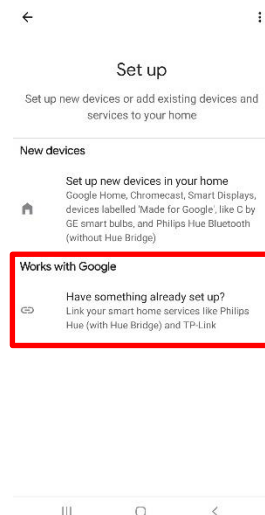 Set up
Set up new devices or add existing devices and
services to your home
New devices
Set up new devices in your home
Google Home, Chromecast, Smart Displays,
devices labelled 'Made for Google', like C by
GE smart bulbs, and Philips Hue Bluetooth
(without Hue Bridge)
Works with Google
Have something already set up?
Link your smart home services like Philips
Hue (with Hue Bridge) and TP-Link